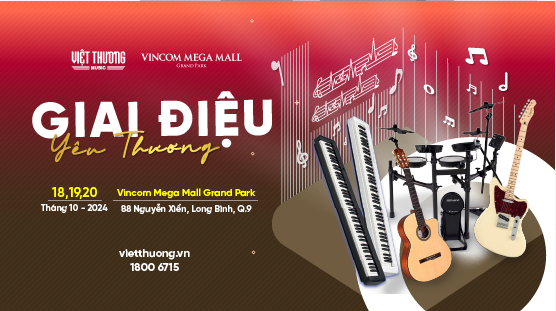 VIỆT THƯƠNG
MUSIC
VINCOM MEGA MALL
GRAND PARK
GIAI ĐIỆU
Yêu Thương
18,19,20
Tháng 10 - 2024
Vincom Mega Mall Grand Park
88 Nguyễn Xiển, Long Bình, Q.9
vietthuong.vn
1800 6715